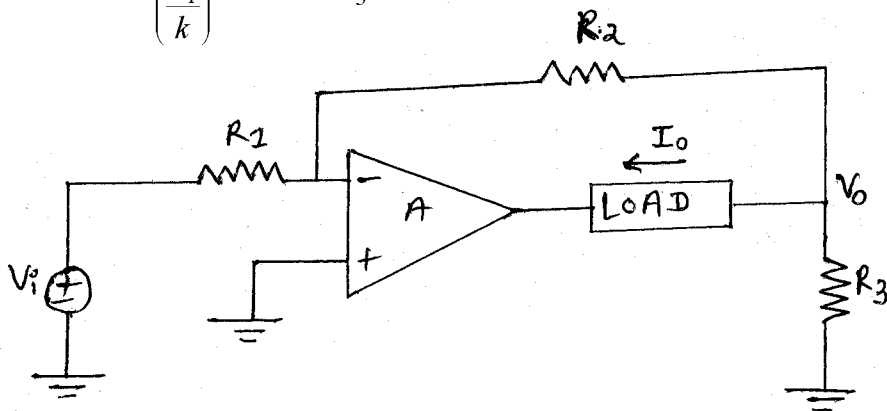 k
R2
R1
I₀
-
A
LOAD
V₀
+
Vi
+
-
R3